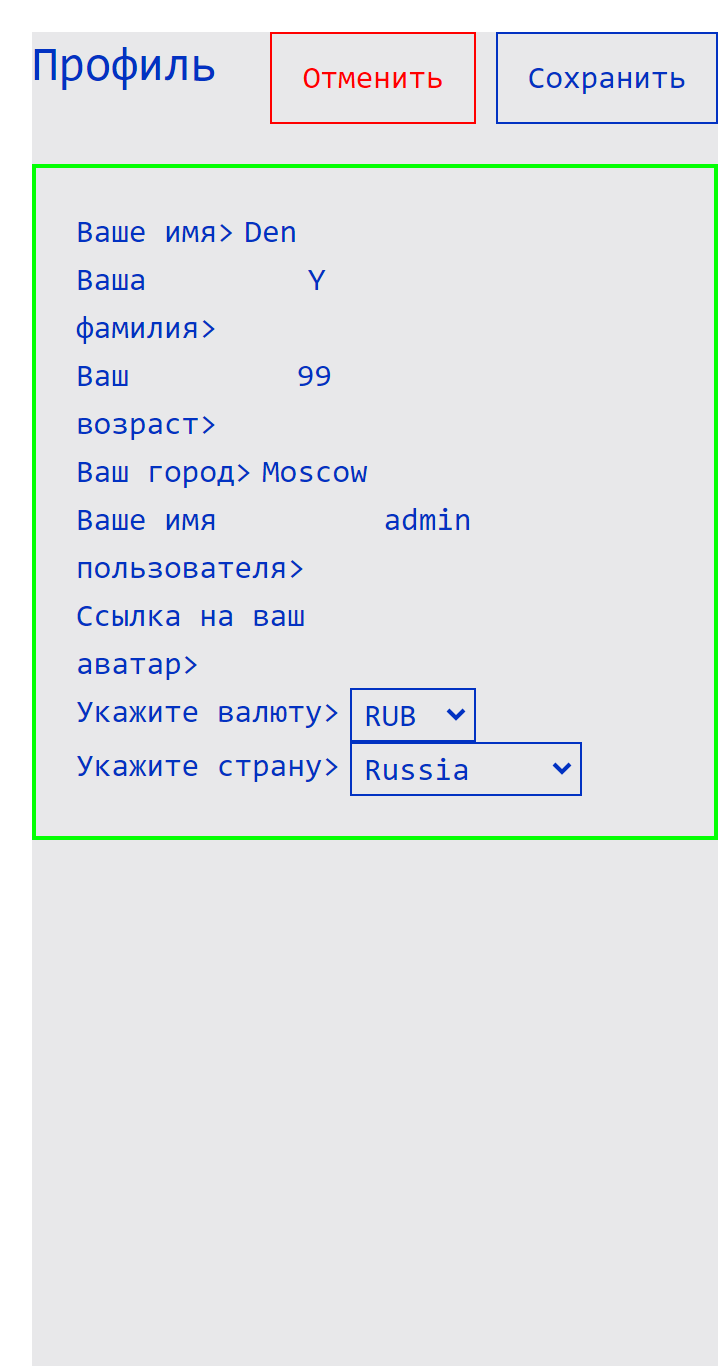 Профиль
Отменить
Сохранить
Ваше имя> Den
Ваша Y
фамилия>
Ваш 99
возраст>
Ваш город> Moscow
Ваше имя admin
пользователя>
Ссылка на ваш
аватар>
Укажите валюту> RUB
Укажите страну> Russia